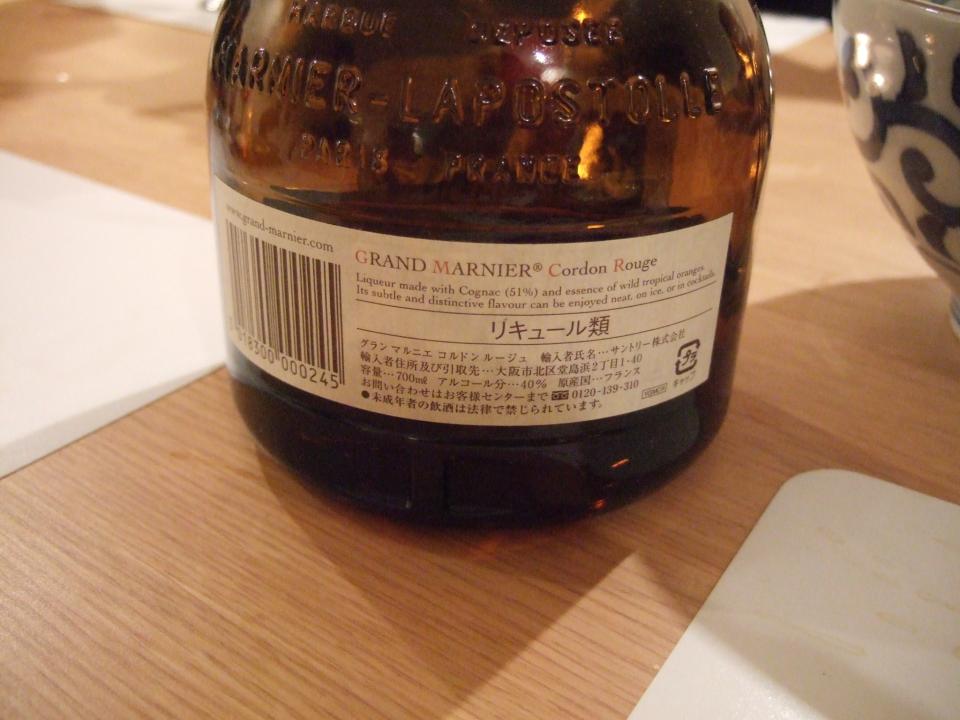 MARQUE DEPOSEE
MARNIER-LAPOSTOLLE
PARIS FRANCE
www.grand-marnier.com
GRAND MARNIER® Cordon Rouge
Liqueur made with Cognac (51%) and essence of wild tropical oranges.
Its subtle and distinctive flavour can be enjoyed neat, on ice, or in cocktails.
リキュール類
グラン マルニエ コルドン ルージュ 輸入者氏名…サントリー株式会社
輸入者住所及び引取先…大阪市北区堂島浜2丁目1-40
容量…700㎖ アルコール分…40% 原産国…フランス
お問い合わせはお客様センターまで 0120-139-310
●未成年者の飲酒は法律で禁じられています。
プラ
キャップ
018300 000245